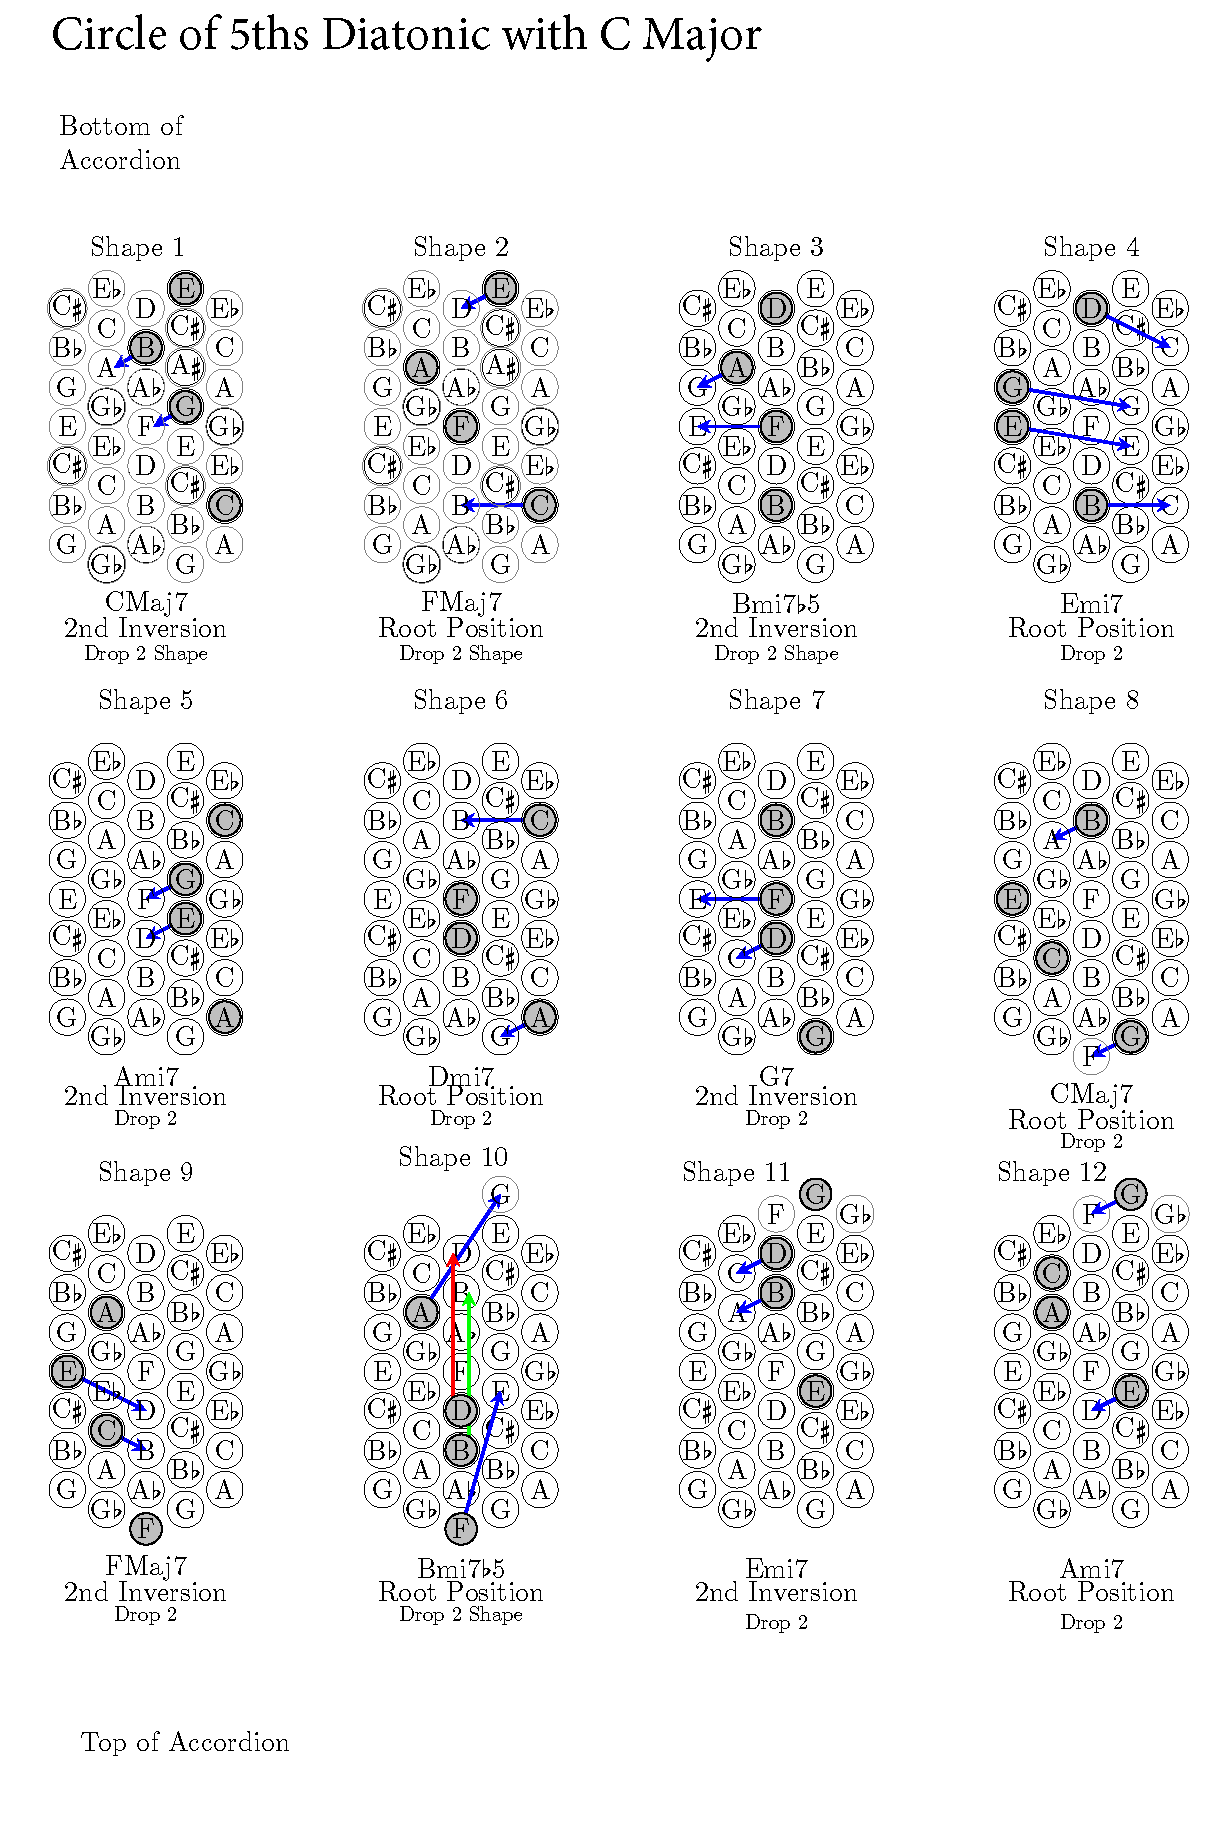 Circle of 5ths Diatonic with C Major
Bottom of
Accordion
Shape 1 Shape 2 Shape 3 Shape 4
E♭ E E♭ E E♭ E E♭ E
C♯ D E♭ C♯ D E♭ C♯ D E♭ C♯ D E♭
C C♯ C C♯ C C♯ C C♯
B♭ B C B♭ B C B♭ B C B♭ B C
A A♯ A A♯ A B♭ A B♭
G A♭ A G A♭ A G A♭ A G A♭ A
G♭ G G♭ G G♭ G G♭ G
E F G♭ E F G♭ E F G♭ E F G♭
E♭ E E♭ E E♭ E E♭ E
C♯ D E♭ C♯ D E♭ C♯ D E♭ C♯ D E♭
C C♯ C C♯ C C♯ C C♯
B♭ B C B♭ B C B♭ B C B♭ B C
A B♭ A B♭ A B♭ A B♭
G A♭ A G A♭ A G A♭ A G A♭ A
G♭ G G♭ G G♭ G G♭ G
CMaj7 FMaj7 Bmi7♭5 Emi7
2nd Inversion Root Position 2nd Inversion Root Position
Drop 2 Shape Drop 2 Shape Drop 2 Shape Drop 2
Shape 5 Shape 6 Shape 7 Shape 8
E♭ E E♭ E E♭ E E♭ E
C♯ D E♭ C♯ D E♭ C♯ D E♭ C♯ D E♭
C C♯ C C♯ C C♯ C C♯
B♭ B C B♭ B C B♭ B C B♭ B C
A B♭ A B♭ A B♭ A B♭
G A♭ A G A♭ A G A♭ A G A♭ A
G♭ G G♭ G G♭ G G♭ G
E F G♭ E F G♭ E F G♭ E F G♭
E♭ E E♭ E E♭ E E♭ E
C♯ D E♭ C♯ D E♭ C♯ D E♭ C♯ D E♭
C C♯ C C♯ C C♯ C C♯
B♭ B C B♭ B C B♭ B C B♭ B C
A B♭ A B♭ A B♭ A B♭
G A♭ A G A♭ A G A♭ A G A♭ A
G♭ G G♭ G G♭ G G♭ G
F
Ami7 Dmi7 G7 CMaj7
2nd Inversion Root Position 2nd Inversion Root Position
Drop 2 Drop 2 Drop 2 Drop 2
Shape 9 Shape 10 Shape 11 Shape 12
G G G
F G♭ F G♭
E♭ E E♭ E E♭ E E♭ E
C♯ D E♭ C♯ D E♭ C♯ D E♭ C♯ D E♭
C C♯ C C♯ C C♯ C C♯
B♭ B C B♭ B C B♭ B C B♭ B C
A B♭ A B♭ A B♭ A B♭
G A♭ A G A♭ A G A♭ A G A♭ A
G♭ G G♭ G G♭ G G♭ G
E F G♭ E F G♭ E F G♭ E F G♭
E♭ E E♭ E E♭ E E♭ E
C♯ D E♭ C♯ D E♭ C♯ D E♭ C♯ D E♭
C C♯ C C♯ C C♯ C C♯
B♭ B C B♭ B C B♭ B C B♭ B C
A B♭ A B♭ A B♭ A B♭
G A♭ A G A♭ A G A♭ A G A♭ A
G♭ G G♭ G G♭ G G♭ G
F F
FMaj7 Bmi7♭5 Emi7 Ami7
2nd Inversion Root Position 2nd Inversion Root Position
Drop 2 Drop 2 Shape Drop 2 Drop 2
Top of Accordion